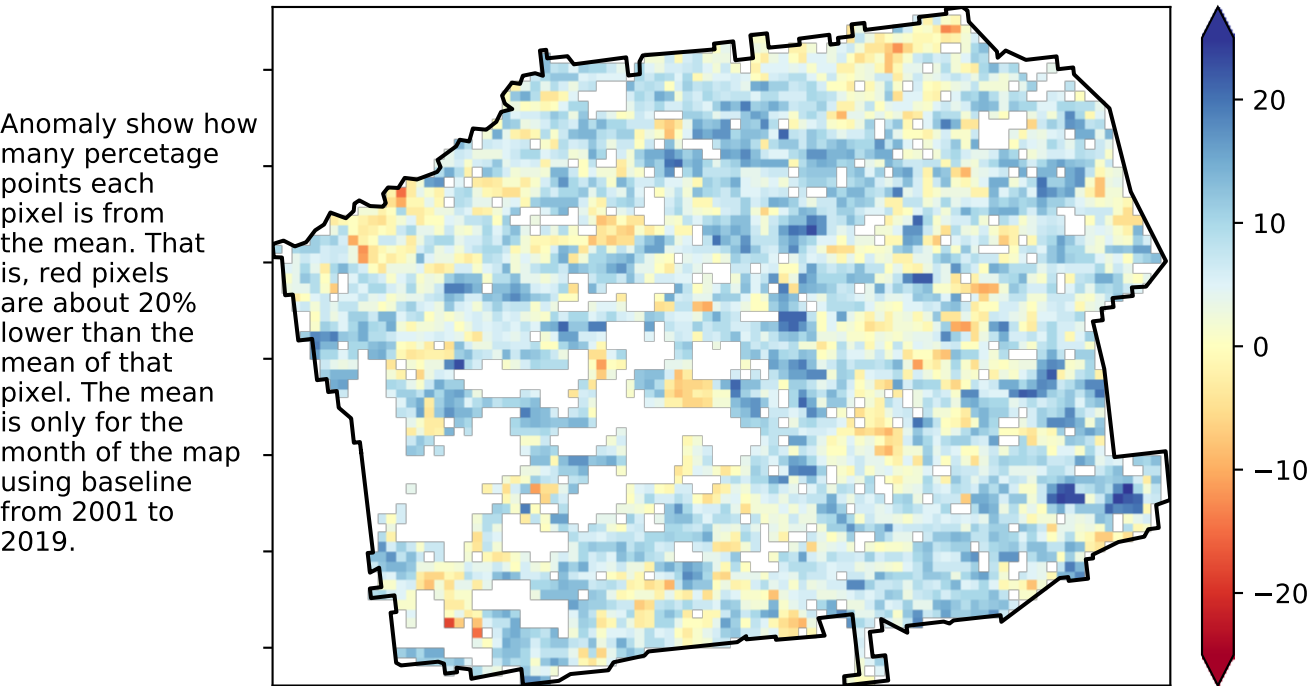 Anomaly show how
many percetage
points each
pixel is from
the mean. That
is, red pixels
are about 20%
lower than the
mean of that
pixel. The mean
is only for the
month of the map
using baseline
from 2001 to
2019.
20
10
0
−10
−20